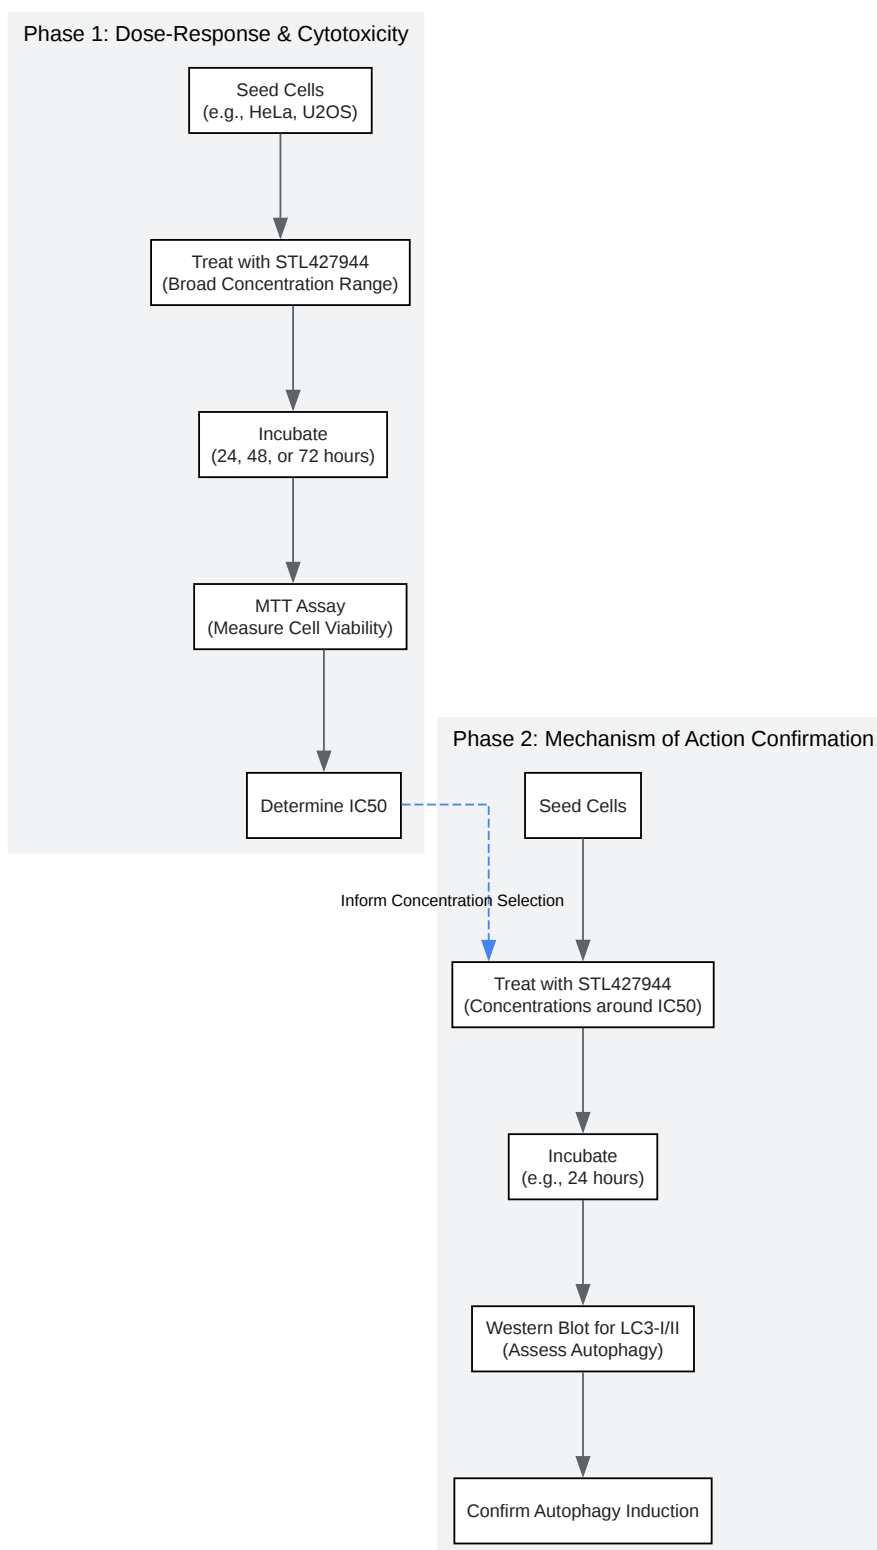 Phase 1: Dose-Response & Cytotoxicity
Seed Cells
(e.g., HeLa, U2OS)
Treat with STL427944
(Broad Concentration Range)
Incubate
(24, 48, or 72 hours)
MTT Assay
(Measure Cell Viability)
Determine IC50
Phase 2: Mechanism of Action Confirmation
Seed Cells
Inform Concentration Selection
Treat with STL427944
(Concentrations around IC50)
Incubate
(e.g., 24 hours)
Western Blot for LC3-I/II
(Assess Autophagy)
Confirm Autophagy Induction